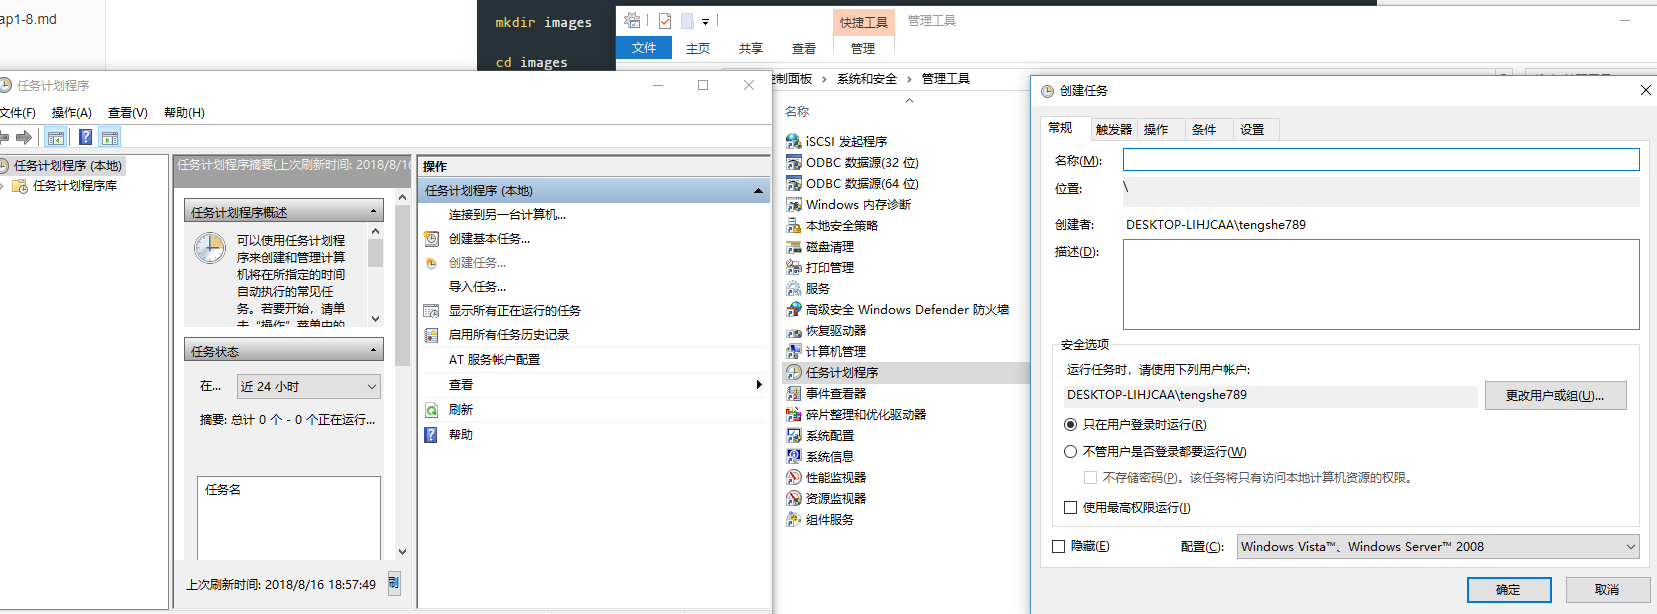 ap1-8.md
mkdir images
cd images
快捷工具
管理工具
文件
主页
共享
查看
管理
制面板
系统和安全
管理工具
名称
iSCSI 发起程序
ODBC 数据源(32 位)
ODBC 数据源(64 位)
Windows 内存诊断
本地安全策略
磁盘清理
打印管理
服务
高级安全 Windows Defender 防火墙
恢复驱动器
计算机管理
任务计划程序
事件查看器
碎片整理和优化驱动器
系统配置
系统信息
性能监视器
资源监视器
组件服务
任务计划程序
文件(F)
操作(A)
查看(V)
帮助(H)
任务计划程序 (本地)
任务计划程序库
任务计划程序摘要(上次刷新时间: 2018/8/16
任务计划程序概述
可以使用任务计划程
序来创建和管理计算
机将在所指定的时间
自动执行的常见任
务。若要开始，请单
击“操作”菜单中的
任务状态
在...
近 24 小时
摘要: 总计 0 个 - 0 个正在运行...
任务名
上次刷新时间: 2018/8/16 18:57:49
刷
操作
任务计划程序 (本地)
连接到另一台计算机...
创建基本任务...
创建任务...
导入任务...
显示所有正在运行的任务
启用所有任务历史记录
AT 服务帐户配置
查看
刷新
帮助
创建任务
常规
触发器
操作
条件
设置
名称(M):
位置:
\
创建者:
DESKTOP-LIHJCAA\tengshe789
描述(D):
安全选项
运行任务时，请使用下列用户帐户:
DESKTOP-LIHJCAA\tengshe789
更改用户或组(U)...
只在用户登录时运行(R)
不管用户是否登录都要运行(W)
不存储密码(P)。该任务将只有访问本地计算机资源的权限。
使用最高权限运行(I)
隐藏(E)
配置(C):
Windows Vista™、Windows Server™ 2008
确定
取消